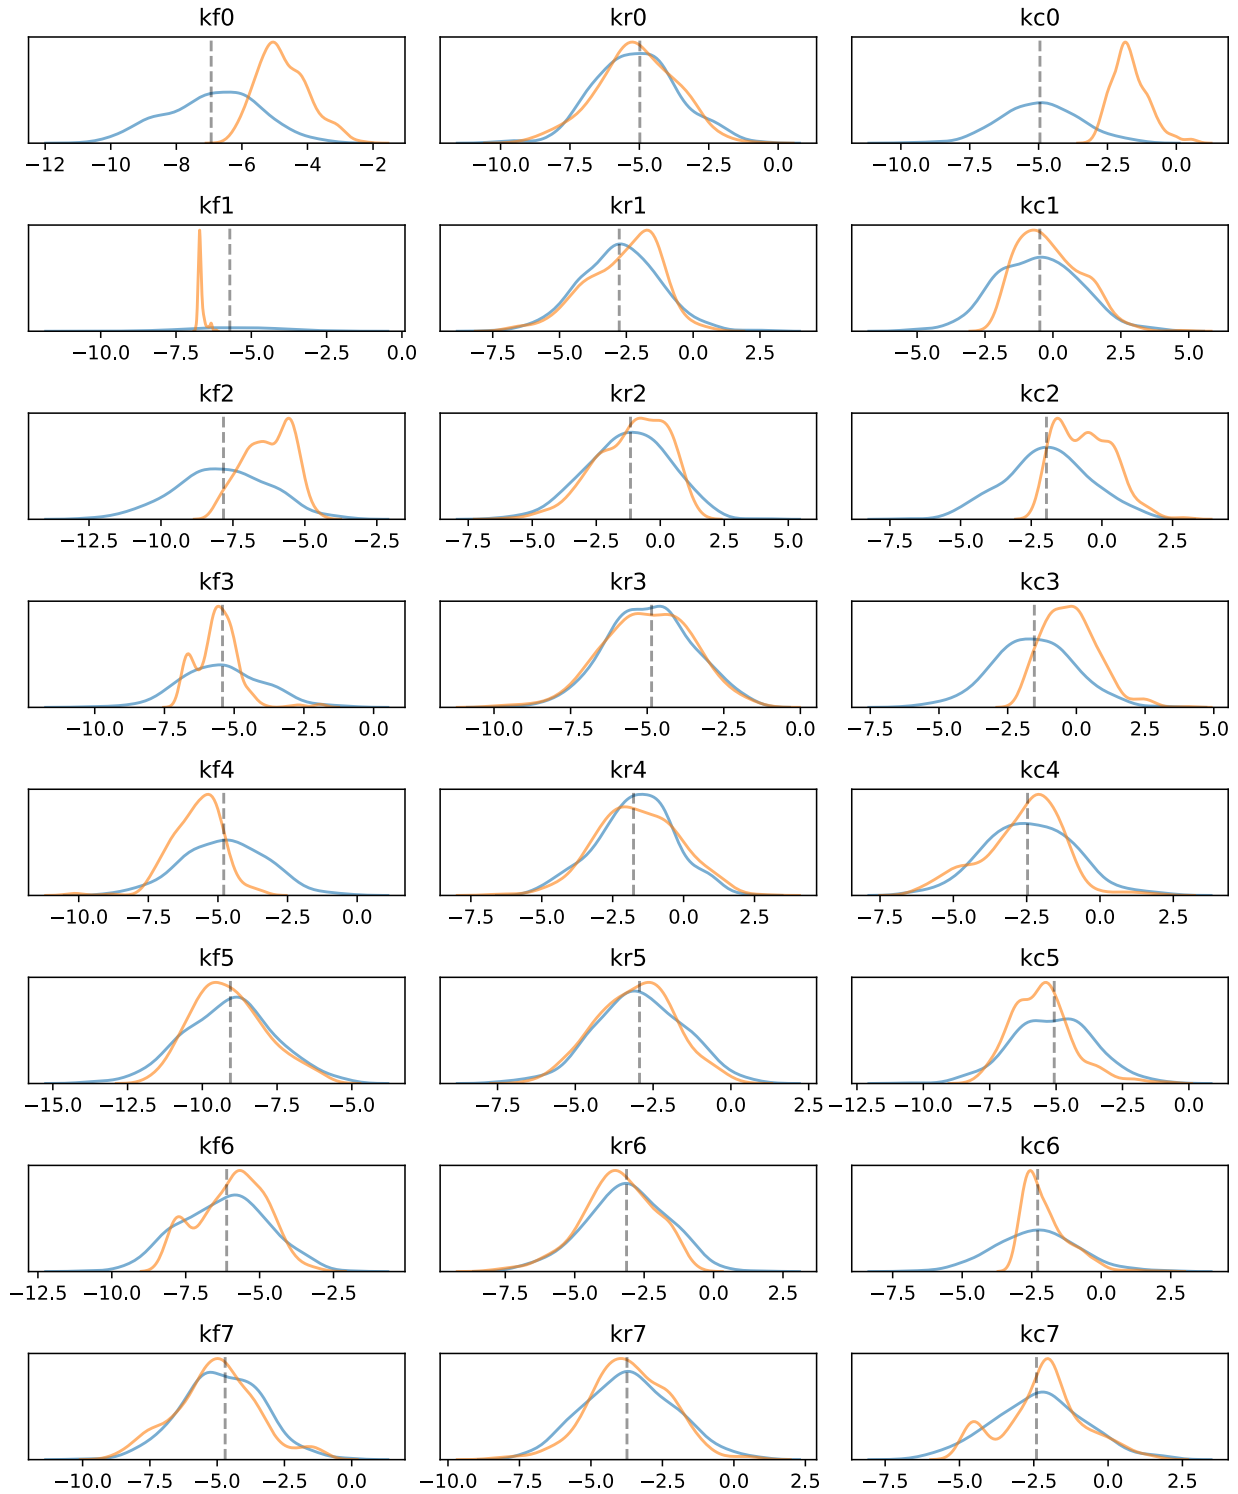 kf0 kr0 kc0
−12 −10 −8 −6 −4 −2 −10.0 −7.5 −5.0 −2.5 0.0 −10.0 −7.5 −5.0 −2.5 0.0
kf1 kr1 kc1
−10.0 −7.5 −5.0 −2.5 0.0 −7.5 −5.0 −2.5 0.0 2.5 −5.0 −2.5 0.0 2.5 5.0
kf2 kr2 kc2
−12.5 −10.0 −7.5 −5.0 −2.5 −7.5 −5.0 −2.5 0.0 2.5 5.0 −7.5 −5.0 −2.5 0.0 2.5
kf3 kr3 kc3
−10.0 −7.5 −5.0 −2.5 0.0 −10.0 −7.5 −5.0 −2.5 0.0 −7.5 −5.0 −2.5 0.0 2.5 5.0
kf4 kr4 kc4
−10.0 −7.5 −5.0 −2.5 0.0 −7.5 −5.0 −2.5 0.0 2.5 −7.5 −5.0 −2.5 0.0 2.5
kf5 kr5 kc5
−15.0 −12.5 −10.0 −7.5 −5.0 −7.5 −5.0 −2.5 0.0 2.5 −12.5 −10.0 −7.5 −5.0 −2.5 0.0
kf6 kr6 kc6
−12.5 −10.0 −7.5 −5.0 −2.5 −7.5 −5.0 −2.5 0.0 2.5 −7.5 −5.0 −2.5 0.0 2.5
kf7 kr7 kc7
−10.0 −7.5 −5.0 −2.5 0.0 −10.0 −7.5 −5.0 −2.5 0.0 2.5 −7.5 −5.0 −2.5 0.0 2.5